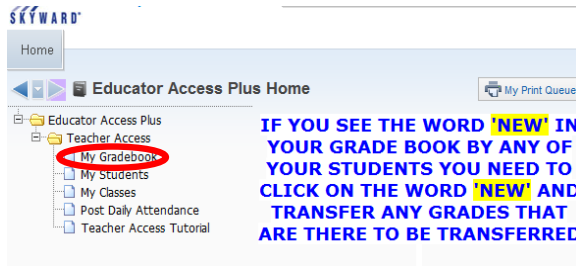 SKYWARD
Home
Educator Access Plus Home
My Print Queue
Educator Access Plus
Teacher Access
My Gradebook
My Students
My Classes
Post Daily Attendance
Teacher Access Tutorial
IF YOU SEE THE WORD 'NEW' IN
YOUR GRADE BOOK BY ANY OF
YOUR STUDENTS YOU NEED TO
CLICK ON THE WORD 'NEW' AND
TRANSFER ANY GRADES THAT
ARE THERE TO BE TRANSFERRED